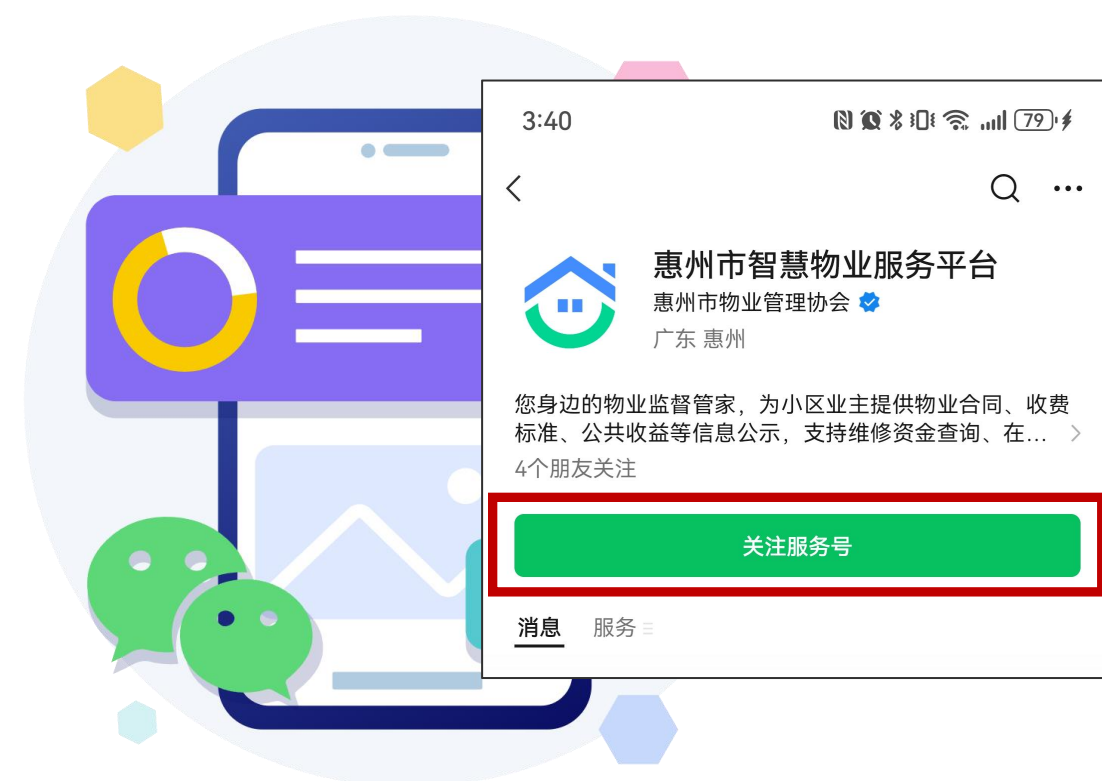 3:40
79
惠州市智慧物业服务平台
惠州市物业管理协会
广东 惠州
您身边的物业监督管家，为小区业主提供物业合同、收费
标准、公共收益等信息公示，支持维修资金查询、在...
4个朋友关注
关注服务号
消息 服务